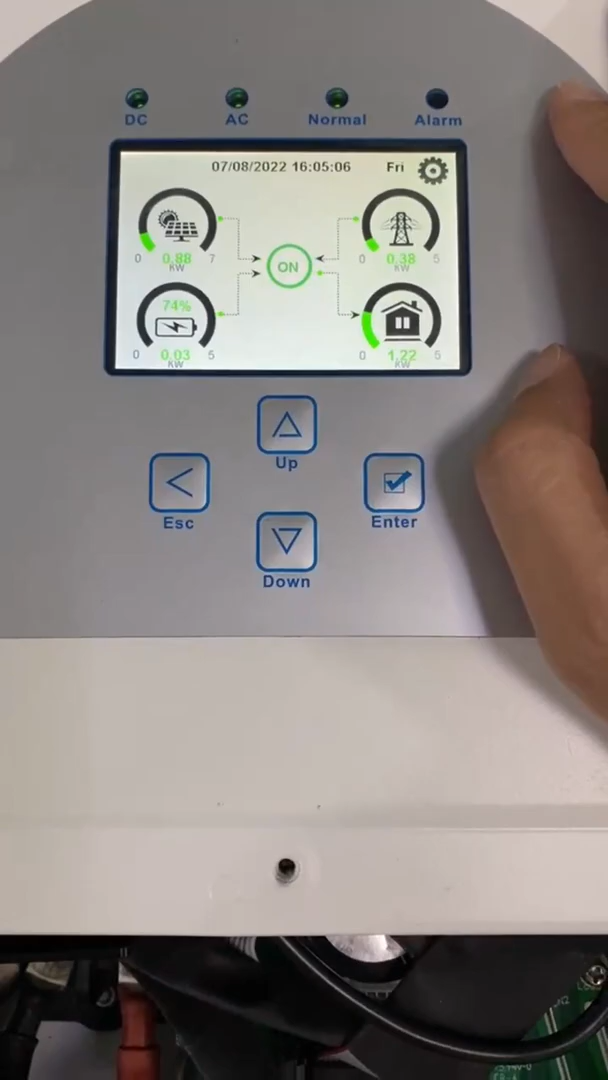 DC AC Normal Alarm
07/08/2022 16:05:06 Fri
0 0.88 7
KW
0 0.38 5
KW
ON
74%
0 0.03 5
KW
0 1.22 5
KW
Up
Esc
Enter
Down